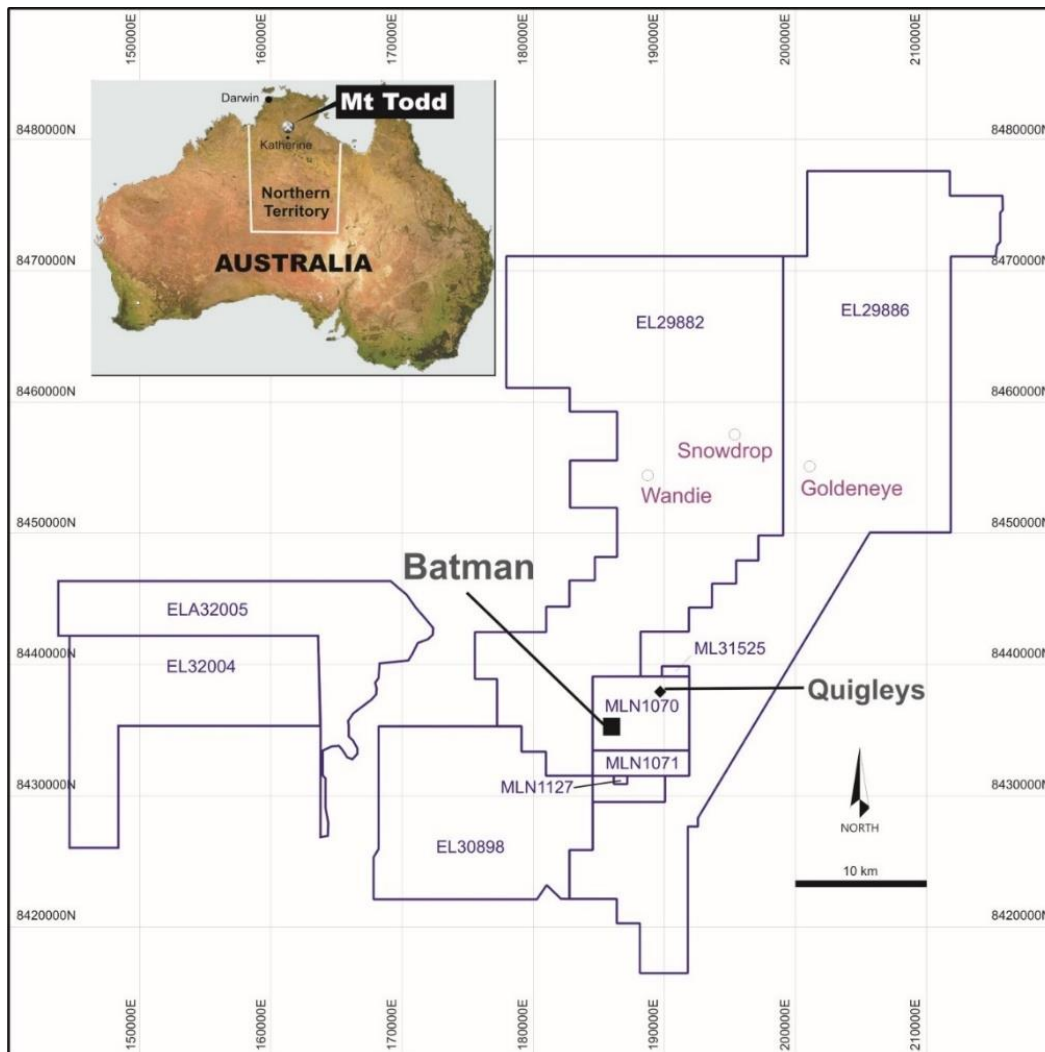 150000E
160000E
170000E
180000E
190000E
200000E
210000E
Darwin
Mt Todd
Katherine
Northern
Territory
AUSTRALIA
8480000N
8480000N
8470000N
8470000N
EL29882
EL29886
8460000N
8460000N
Snowdrop
Wandie
Goldeneye
8450000N
8450000N
Batman
ELA32005
EL32004
8440000N
8440000N
ML31525
Quigleys
MLN1070
MLN1071
MLN1127
8430000N
8430000N
NORTH
EL30898
10 km
8420000N
8420000N
150000E
160000E
170000E
180000E
190000E
200000E
210000E